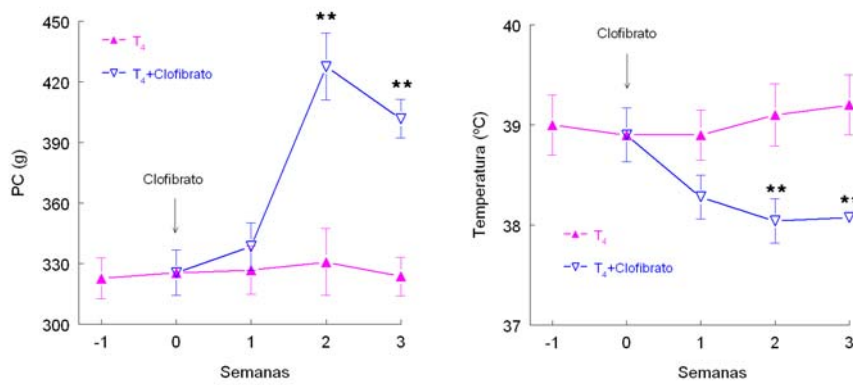 450
420
390
360
330
300
PC (g)
T4
T4+Clofibrato
Clofibrato
**
**
-1 0 1 2 3
Semanas
40
39
38
37
Temperatura (ºC)
Clofibrato
**
**
T4
T4+Clofibrato
-1 0 1 2 3
Semanas